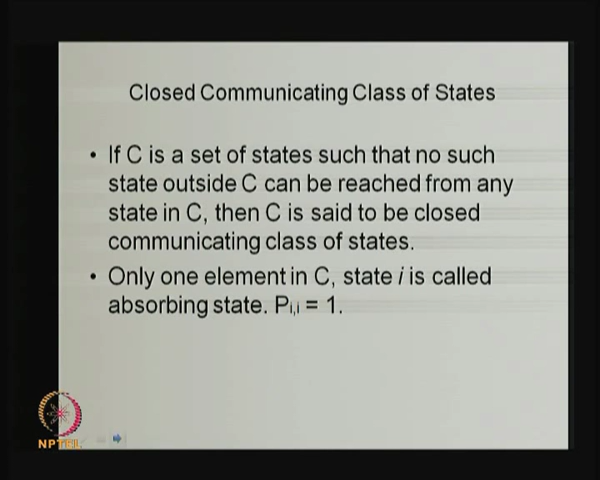 Closed Communicating Class of States
• If C is a set of states such that no such
state outside C can be reached from any
state in C, then C is said to be closed
communicating class of states.
• Only one element in C, state i is called
absorbing state. Pi,i = 1.
NPTEL